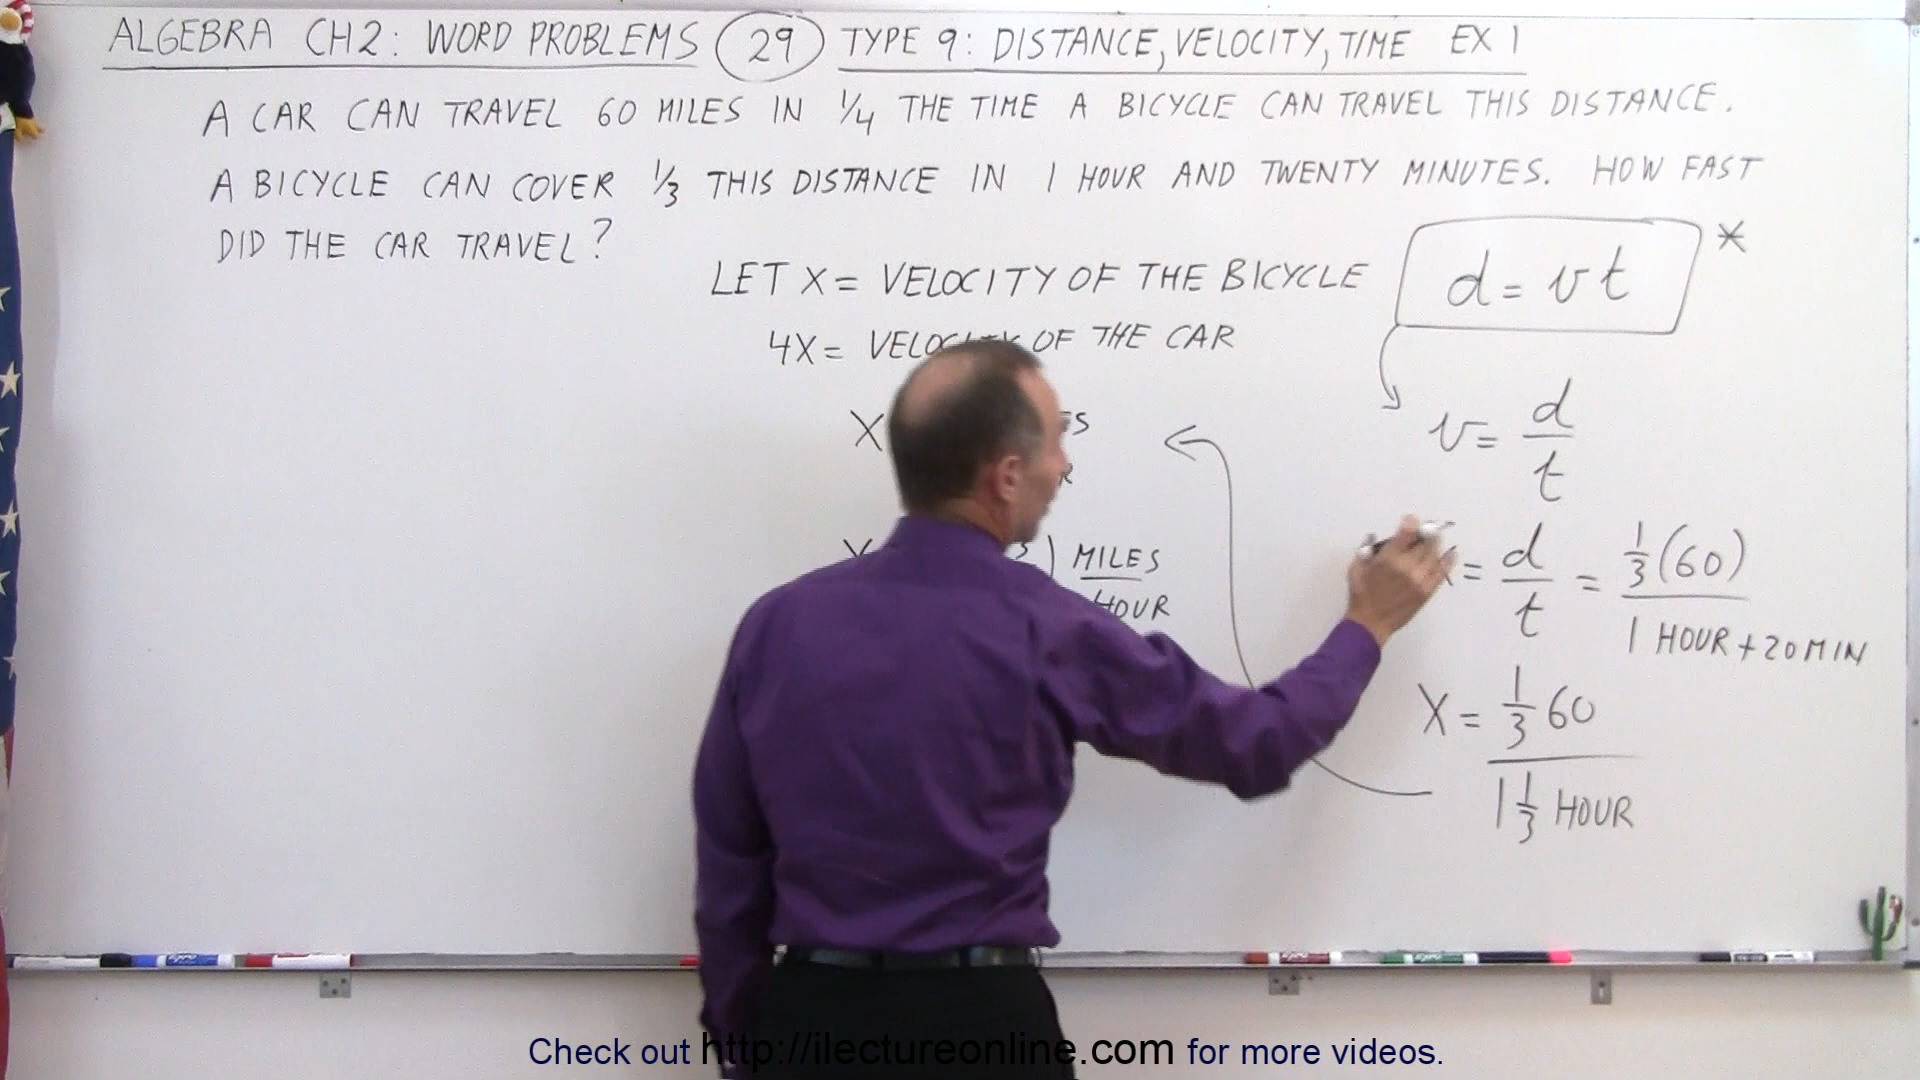 ALGEBRA CH2: WORD PROBLEMS 29 TYPE 9: DISTANCE, VELOCITY, TIME EX 1
A CAR CAN TRAVEL 60 MILES IN 1/4 THE TIME A BICYCLE CAN TRAVEL THIS DISTANCE.
A BICYCLE CAN COVER 1/3 THIS DISTANCE IN 1 HOUR AND TWENTY MINUTES. HOW FAST
DID THE CAR TRAVEL?
LET X = VELOCITY OF THE BICYCLE
4X = OF THE CAR
X
) MILES
HOUR
d = vt *
v = d/t
= d/t = 1/3(60)
1 HOUR + 20 MIN
X = 1/3 60
1 1/3 HOUR
Check out http://ilectureonline.com for more videos.